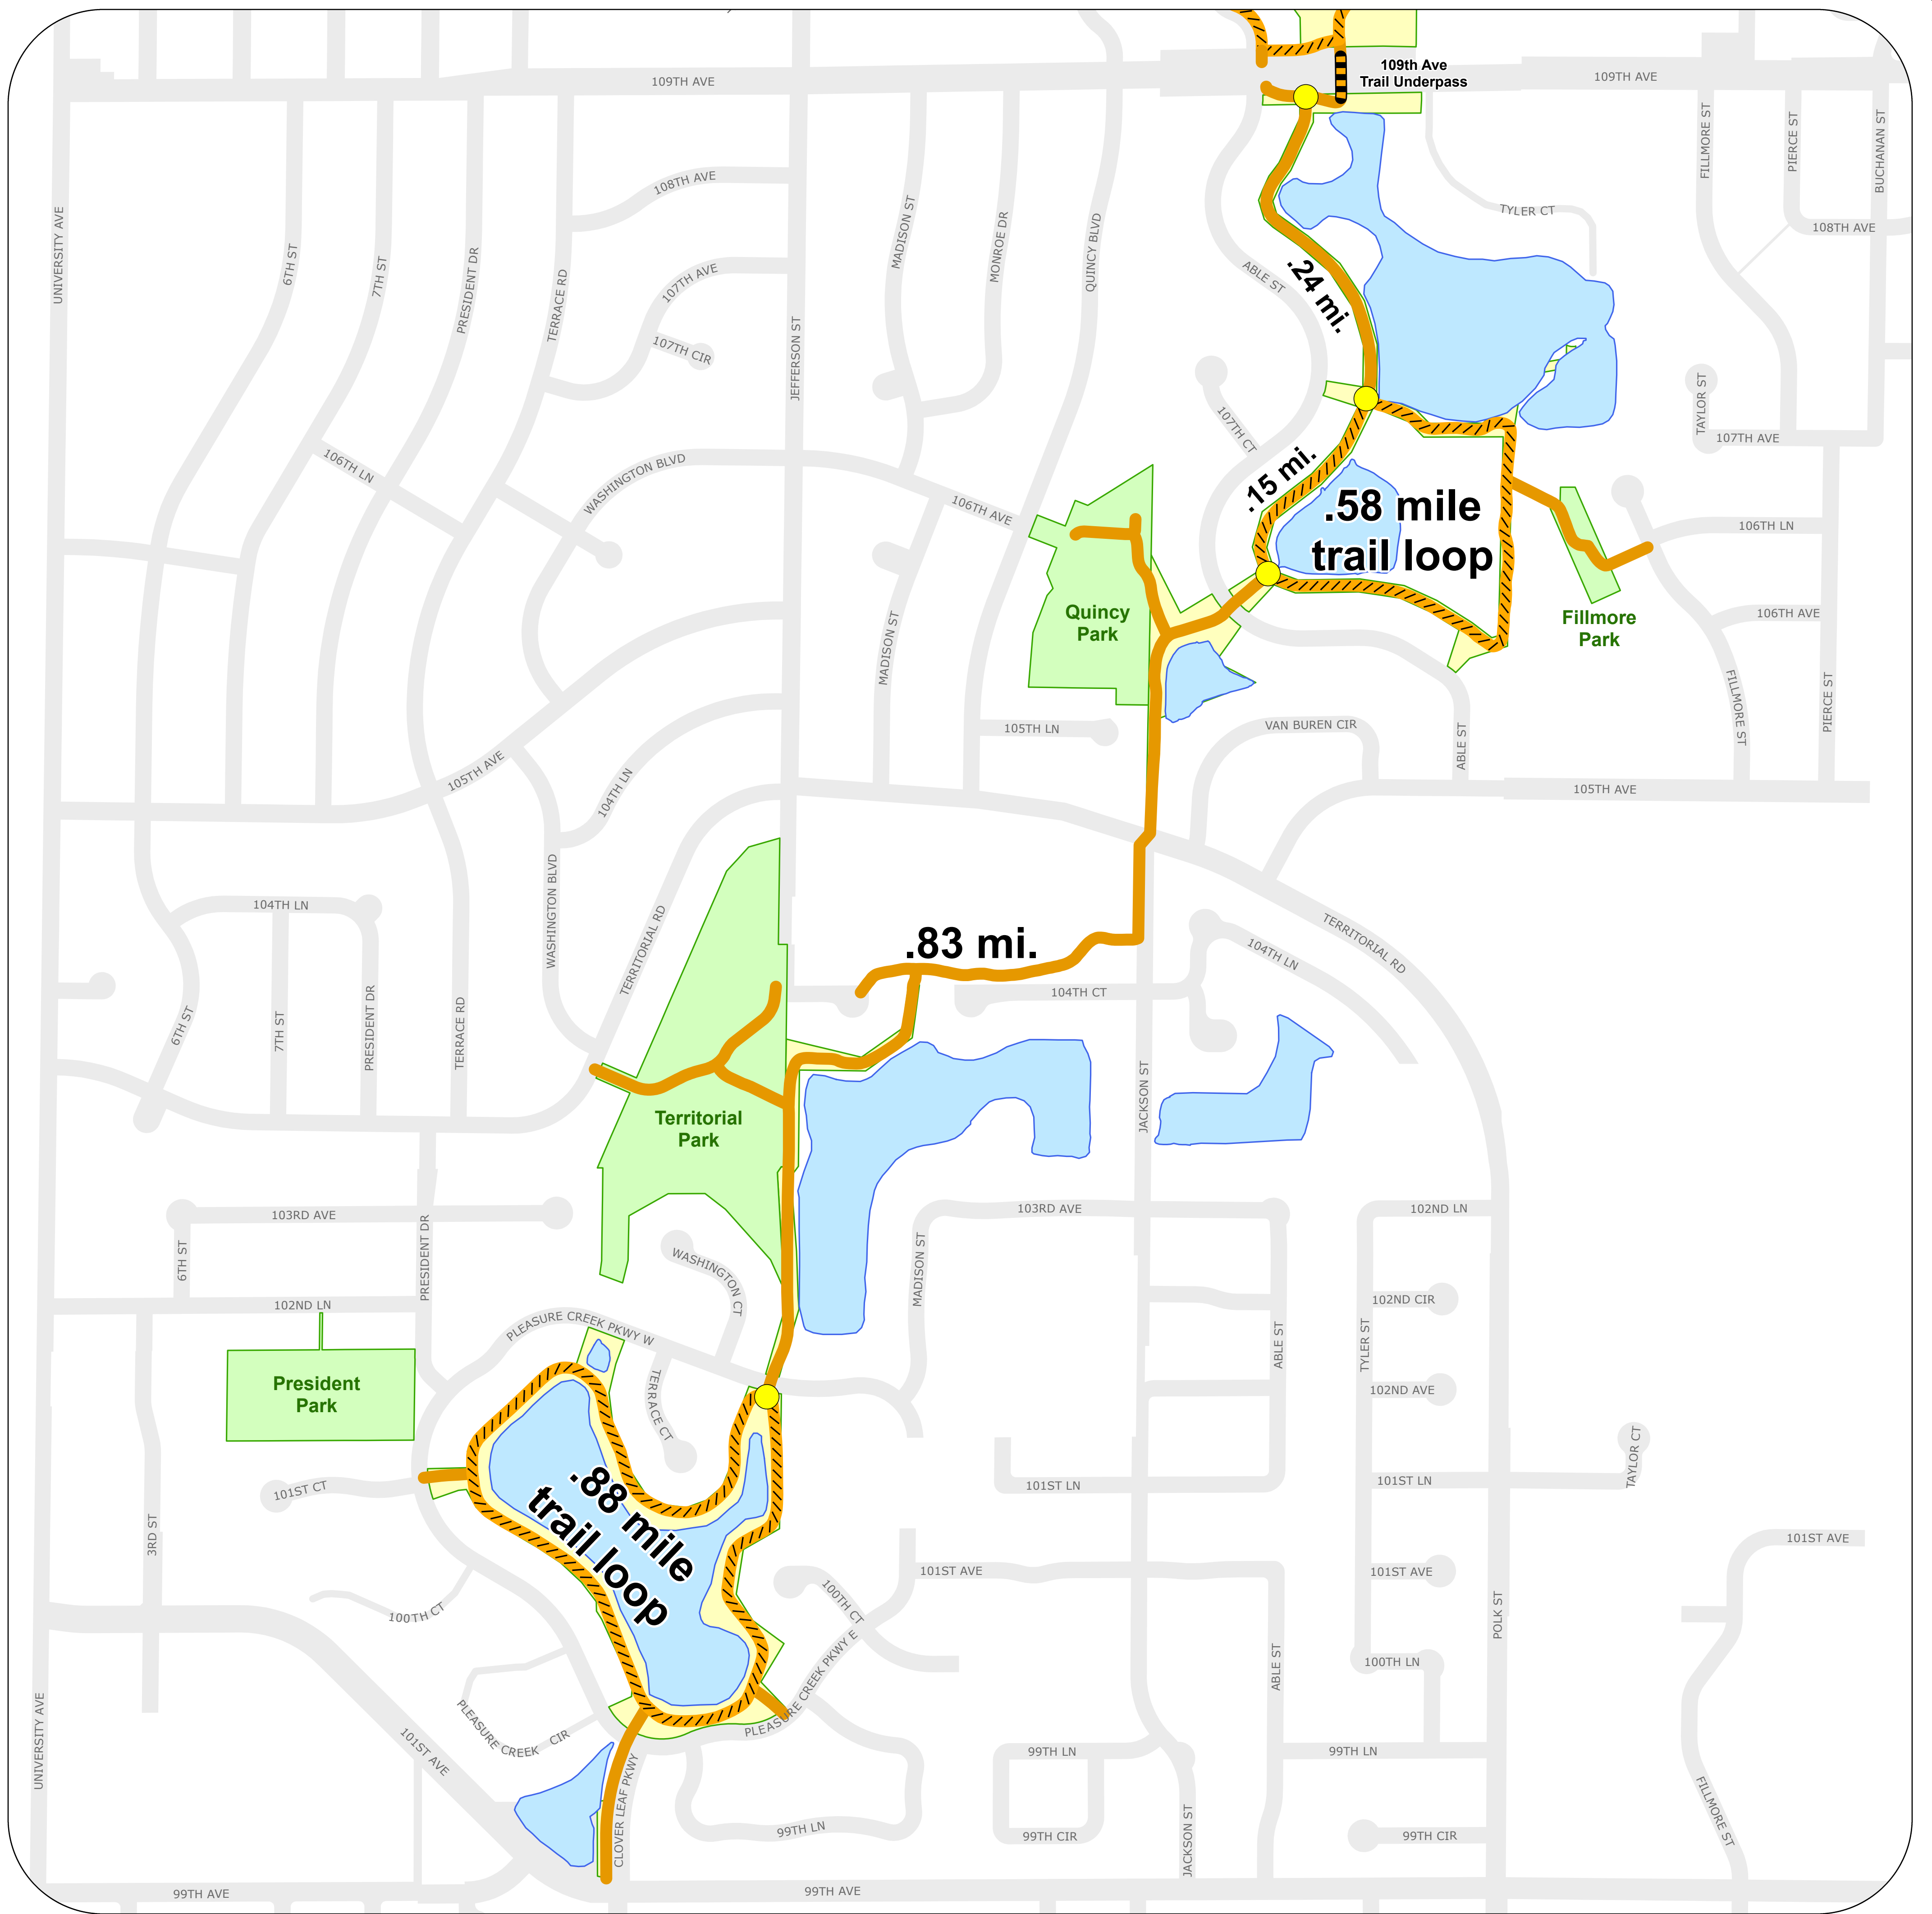 109th Ave
Trail Underpass
109TH AVE
109TH AVE
UNIVERSITY AVE
6TH ST
7TH ST
PRESIDENT DR
TERRACE RD
108TH AVE
107TH AVE
107TH CIR
JEFFERSON ST
MADISON ST
MONROE DR
QUINCY BLVD
ABLE ST
TYLER CT
FILLMORE ST
PIERCE ST
BUCHANAN ST
108TH AVE
.24 mi.
TAYLOR ST
107TH AVE
107TH CT
106TH LN
WASHINGTON BLVD
106TH AVE
.15 mi.
.58 mile
trail loop
106TH LN
106TH AVE
Quincy
Park
Fillmore
Park
MADISON ST
105TH LN
VAN BUREN CIR
ABLE ST
FILLMORE ST
PIERCE ST
105TH AVE
105TH AVE
104TH LN
WASHINGTON BLVD
TERRITORIAL RD
104TH LN
.83 mi.
104TH LN
TERRITORIAL RD
104TH CT
6TH ST
7TH ST
PRESIDENT DR
TERRACE RD
JACKSON ST
Territorial
Park
103RD AVE
6TH ST
PRESIDENT DR
103RD AVE
102ND LN
WASHINGTON CT
MADISON ST
102ND LN
102ND CIR
PLEASURE CREEK PKWY W
TERRACE CT
ABLE ST
TYLER ST
102ND AVE
President
Park
101ST CT
101ST LN
101ST LN
TAYLOR CT
.88 mile
trail loop
3RD ST
101ST AVE
101ST AVE
101ST AVE
100TH CT
100TH CT
PLEASURE CREEK PKWY E
POLK ST
ABLE ST
100TH LN
UNIVERSITY AVE
101ST AVE
PLEASURE CREEK CIR
CLOVER LEAF PKWY
99TH LN
99TH LN
99TH LN
99TH CIR
JACKSON ST
99TH CIR
FILLMORE ST
99TH AVE
99TH AVE